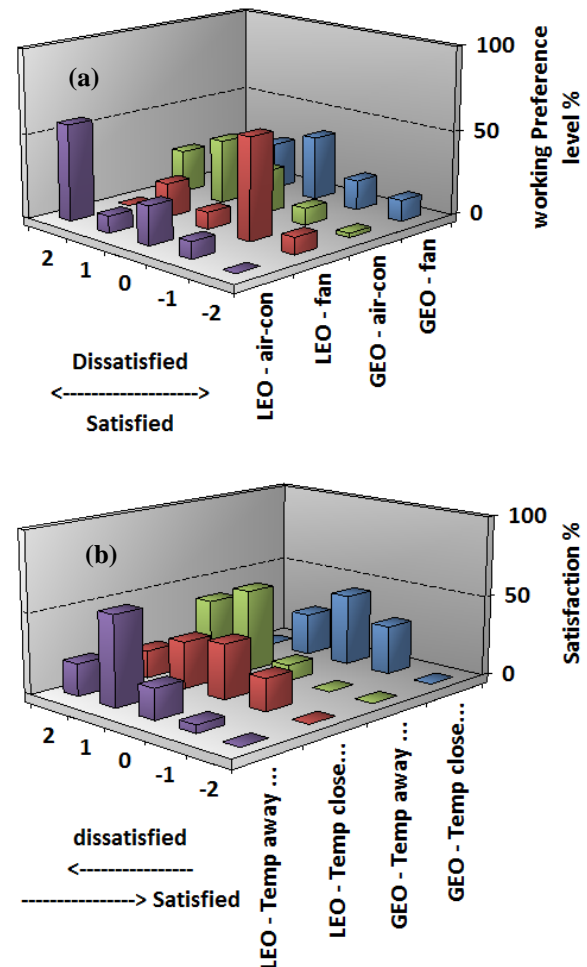 (a)
100
50
0
working Preference
level %
2
1
0
-1
-2
LEO - air-con
LEO - fan
GEO - air-con
GEO - fan
Dissatisfied
<-------------------->
Satisfied
(b)
100
50
0
Satisfaction %
2
1
0
-1
-2
LEO - Temp away ...
LEO - Temp close...
GEO - Temp away ...
GEO - Temp close...
dissatisfied
<----------------
----------------> Satisfied